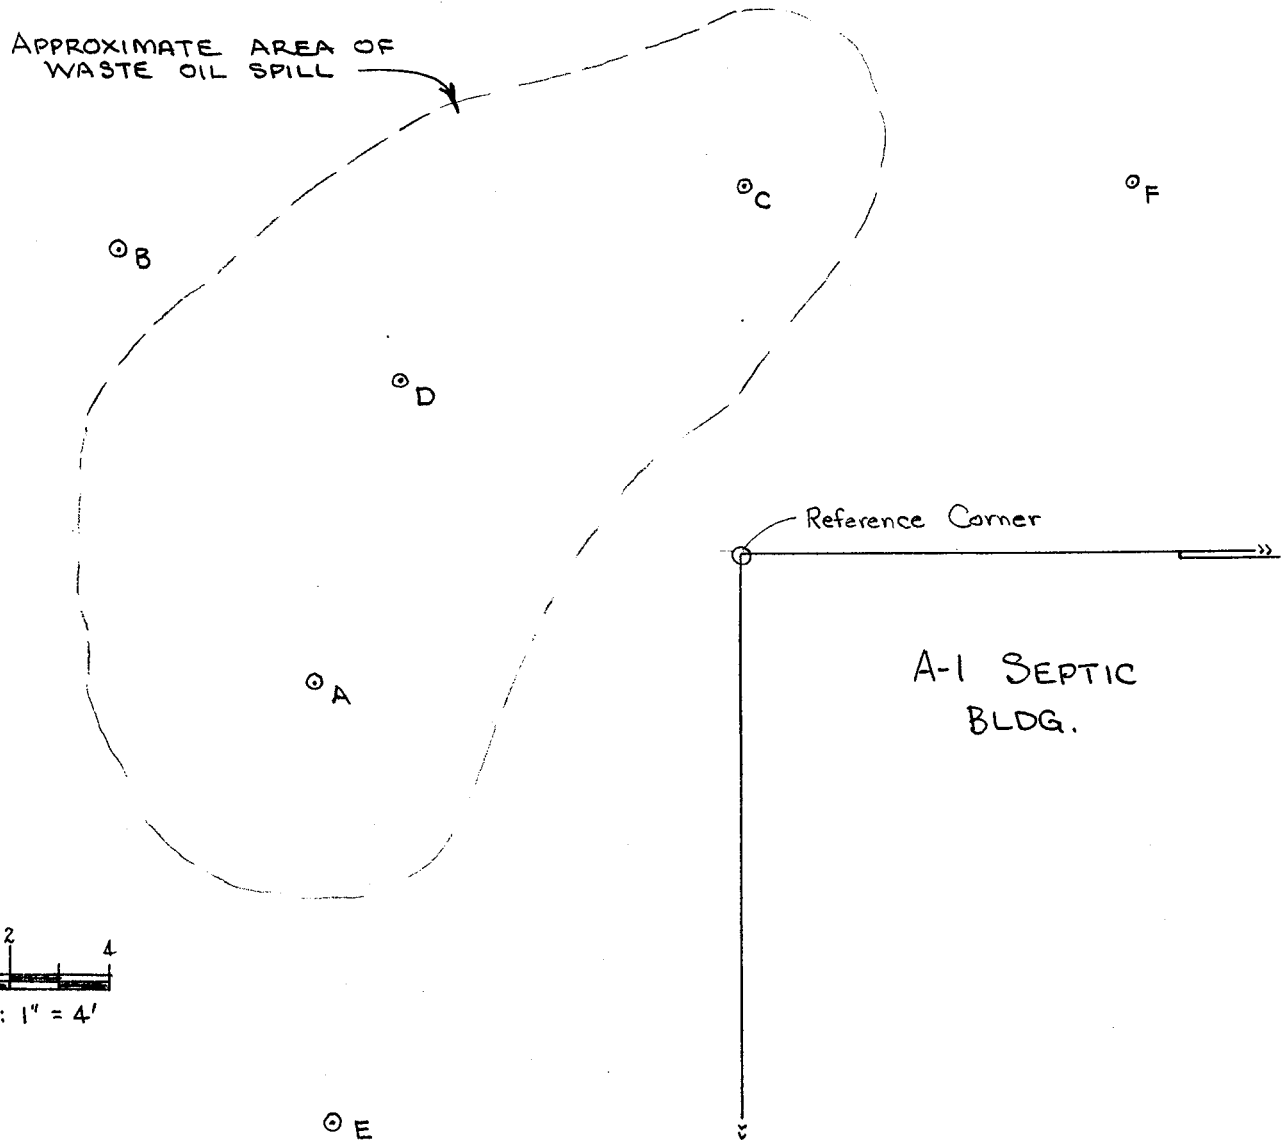 APPROXIMATE AREA OF
WASTE OIL SPILL
C
F
B
D
Reference Corner
A
A-1 SEPTIC
BLDG.
2 4
: 1" = 4'
E